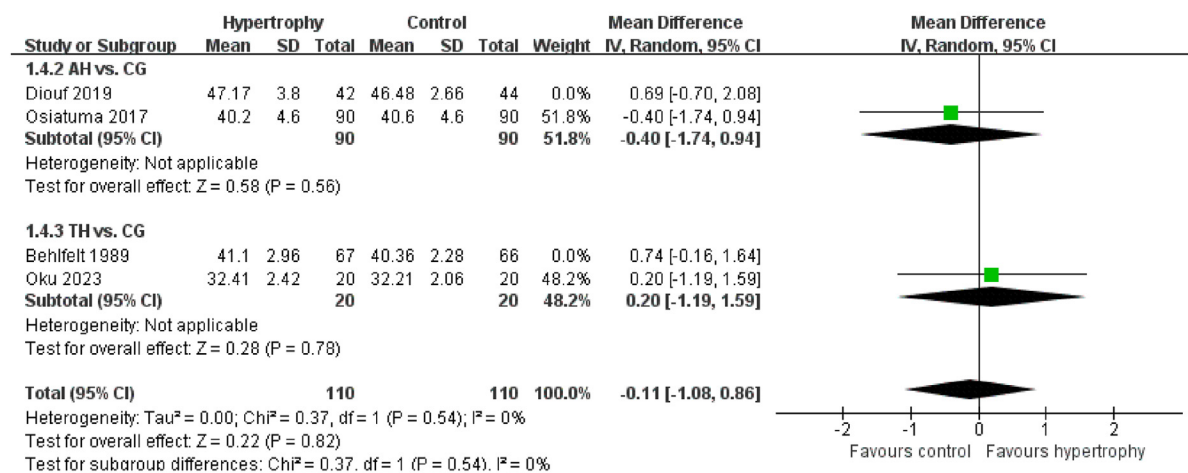 Hypertrophy Control Mean Difference Mean Difference
Study or Subgroup Mean SD Total Mean SD Total Weight IV, Random, 95% CI IV, Random, 95% CI
1.4.2 AH vs. CG
Diouf 2019 47.17 3.8 42 46.48 2.66 44 0.0% 0.69 [-0.70, 2.08]
Osiatuma 2017 40.2 4.6 90 40.6 4.6 90 51.8% -0.40 [-1.74, 0.94]
Subtotal (95% CI) 90 90 51.8% -0.40 [-1.74, 0.94]
Heterogeneity: Not applicable
Test for overall effect: Z = 0.58 (P = 0.56)
1.4.3 TH vs. CG
Behlfelt 1989 41.1 2.96 67 40.36 2.28 66 0.0% 0.74 [-0.16, 1.64]
Oku 2023 32.41 2.42 20 32.21 2.06 20 48.2% 0.20 [-1.19, 1.59]
Subtotal (95% CI) 20 20 48.2% 0.20 [-1.19, 1.59]
Heterogeneity: Not applicable
Test for overall effect: Z = 0.28 (P = 0.78)
Total (95% CI) 110 110 100.0% -0.11 [-1.08, 0.86]
Heterogeneity: Tau² = 0.00; Chi² = 0.37, df = 1 (P = 0.54); I² = 0%
Test for overall effect: Z = 0.22 (P = 0.82)
Test for subgroup differences: Chi² = 0.37, df = 1 (P = 0.54), I² = 0%
-2 -1 0 1 2
Favours control Favours hypertrophy